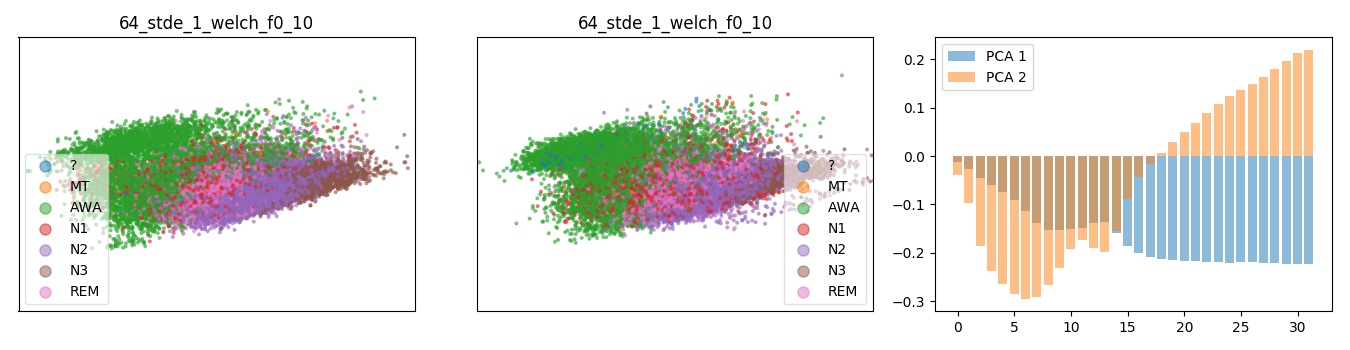 64_stde_1_welch_f0_10
?
MT
AWA
N1
N2
N3
REM
64_stde_1_welch_f0_10
?
MT
AWA
N1
N2
N3
REM
PCA 1
PCA 2
0.2
0.1
0.0
−0.1
−0.2
−0.3
0 5 10 15 20 25 30